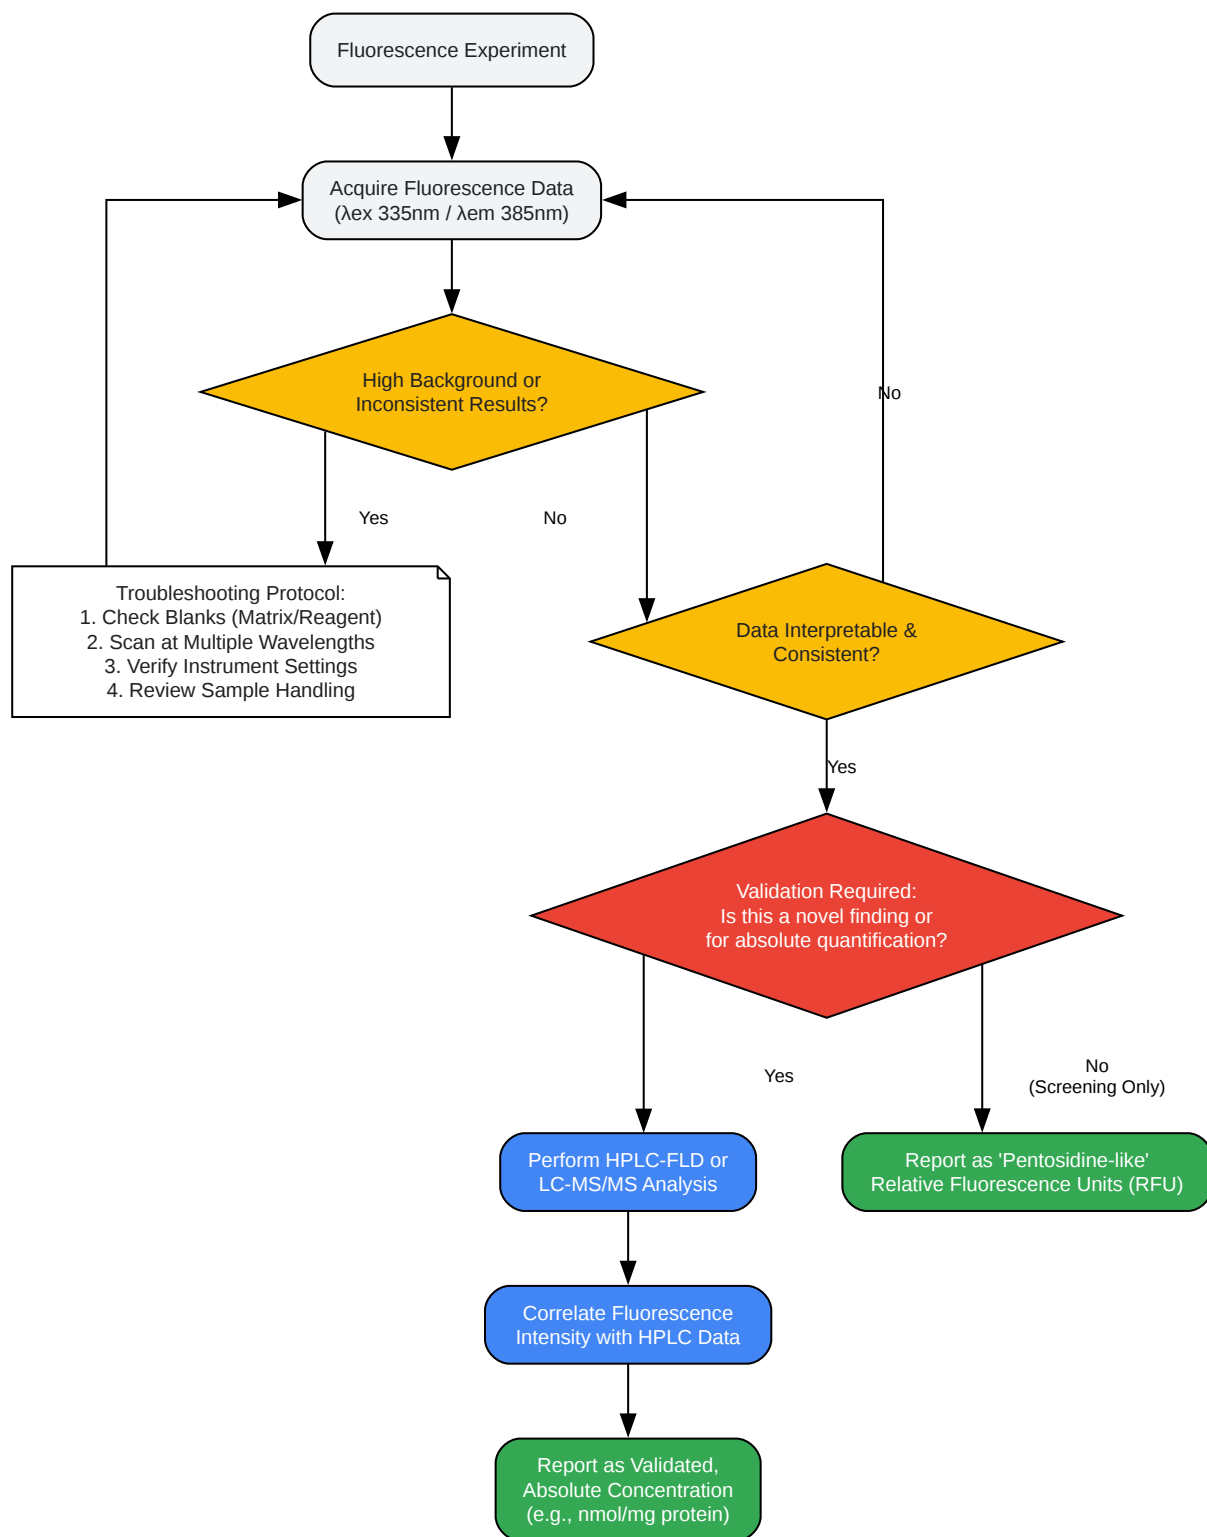 Fluorescence Experiment
Acquire Fluorescence Data
(λex 335nm / λem 385nm)
High Background or
Inconsistent Results?
No
Yes
No
Troubleshooting Protocol:
1. Check Blanks (Matrix/Reagent)
2. Scan at Multiple Wavelengths
3. Verify Instrument Settings
4. Review Sample Handling
Data Interpretable &
Consistent?
Yes
Validation Required:
Is this a novel finding or
for absolute quantification?
Yes
No
(Screening Only)
Perform HPLC-FLD or
LC-MS/MS Analysis
Report as 'Pentosidine-like'
Relative Fluorescence Units (RFU)
Correlate Fluorescence
Intensity with HPLC Data
Report as Validated,
Absolute Concentration
(e.g., nmol/mg protein)